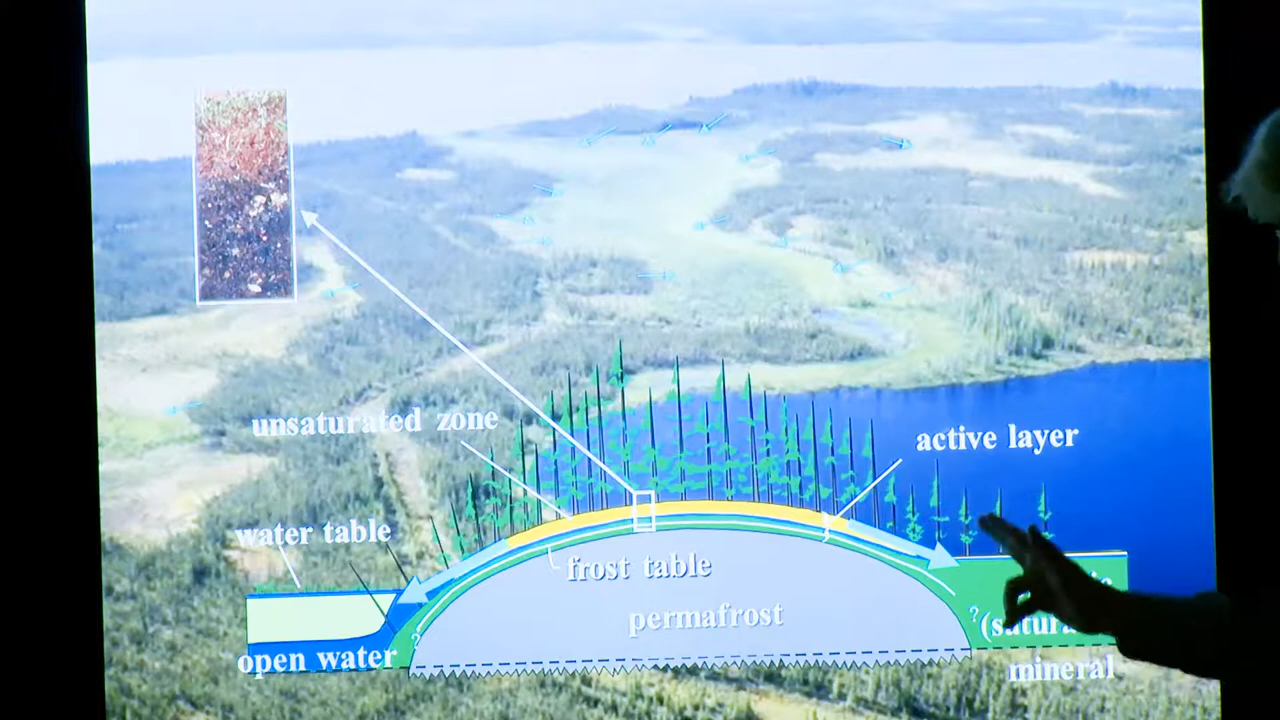 unsaturated zone
active layer
water table
frost table
permafrost
?
?
open water
mineral